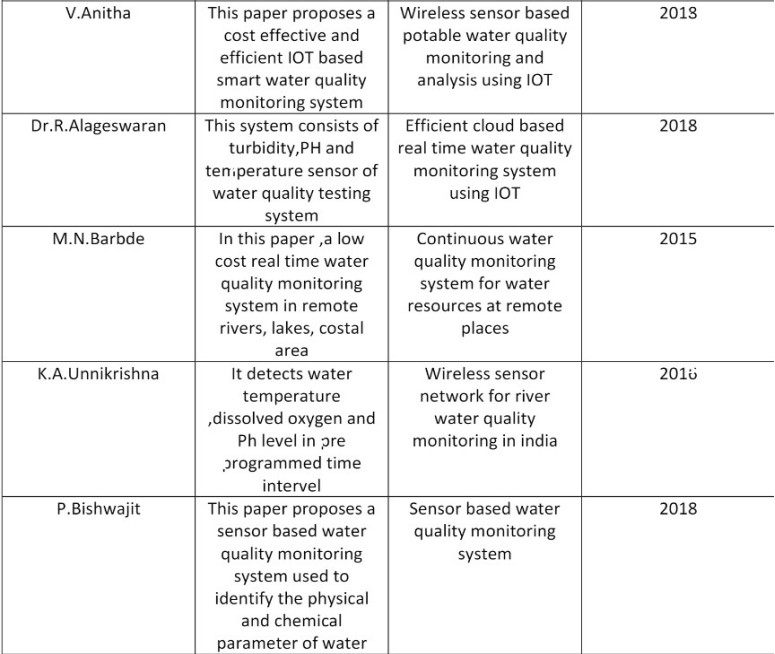 V.Anitha
This paper proposes a
cost effective and
efficient IOT based
smart water quality
monitoring system
Wireless sensor based
potable water quality
monitoring and
analysis using IOT
2018
Dr.R.Alageswaran
This system consists of
turbidity,PH and
temperature sensor of
water quality testing
system
Efficient cloud based
real time water quality
monitoring system
using IOT
2018
M.N.Barbde
In this paper ,a low
cost real time water
quality monitoring
system in remote
rivers, lakes, costal
area
Continuous water
quality monitoring
system for water
resources at remote
places
2015
K.A.Unnikrishna
It detects water
temperature
,dissolved oxygen and
Ph level in pre
programmed time
intervel
Wireless sensor
network for river
water quality
monitoring in india
2016
P.Bishwajit
This paper proposes a
sensor based water
quality monitoring
system used to
identify the physical
and chemical
parameter of water
Sensor based water
quality monitoring
system
2018